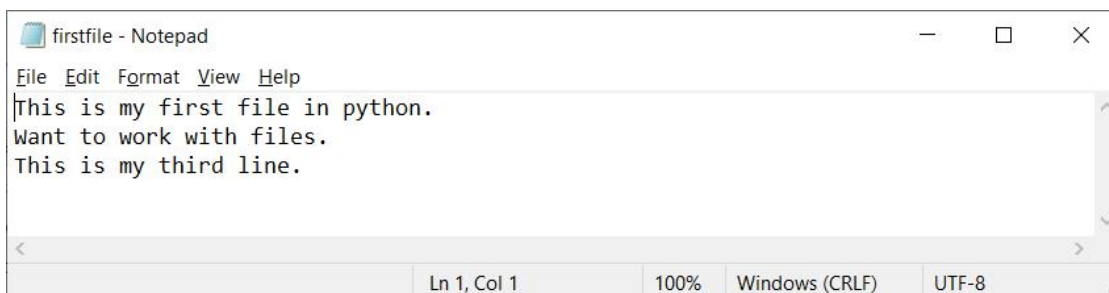 firstfile - Notepad
File Edit Format View Help
This is my first file in python.
Want to work with files.
This is my third line.
Ln 1, Col 1 100% Windows (CRLF) UTF-8